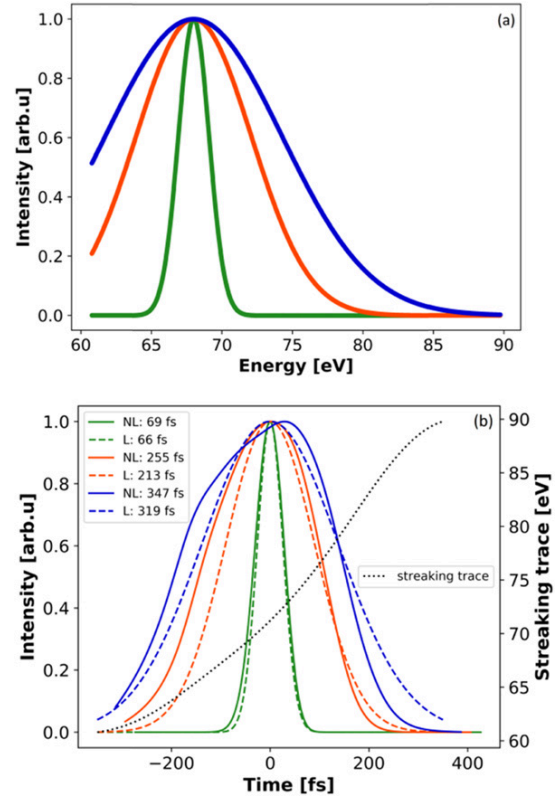 (a)
Intensity [arb.u]
1.0
0.8
0.6
0.4
0.2
0.0
60 65 70 75 80 85 90
Energy [eV]
(b)
Intensity [arb.u]
1.0
0.8
0.6
0.4
0.2
0.0
NL: 69 fs
L: 66 fs
NL: 255 fs
L: 213 fs
NL: 347 fs
L: 319 fs
streaking trace
90
85
80
75
70
65
60
Streaking trace [eV]
−200 0 200 400
Time [fs]